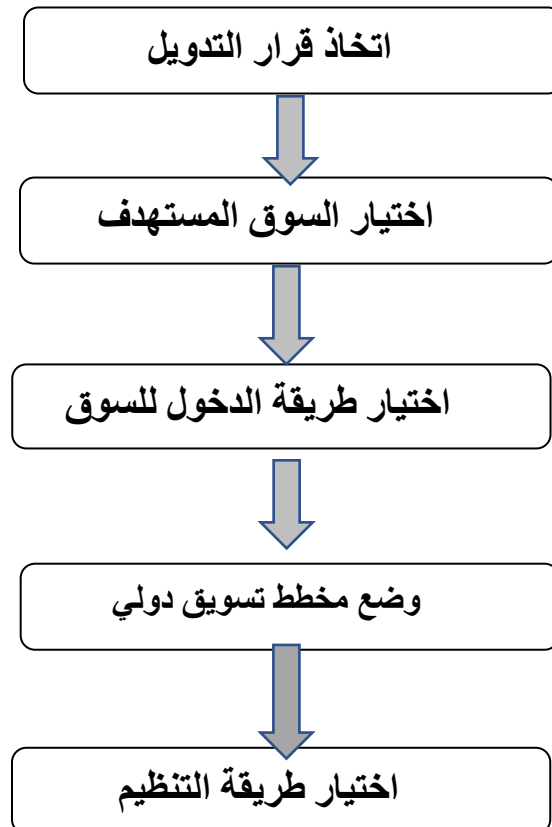 اتخاذ قرار التدويل
اختيار السوق المستهدف
اختيار طريقة الدخول للسوق
وضع مخطط تسويق دولي
اختيار طريقة التنظيم